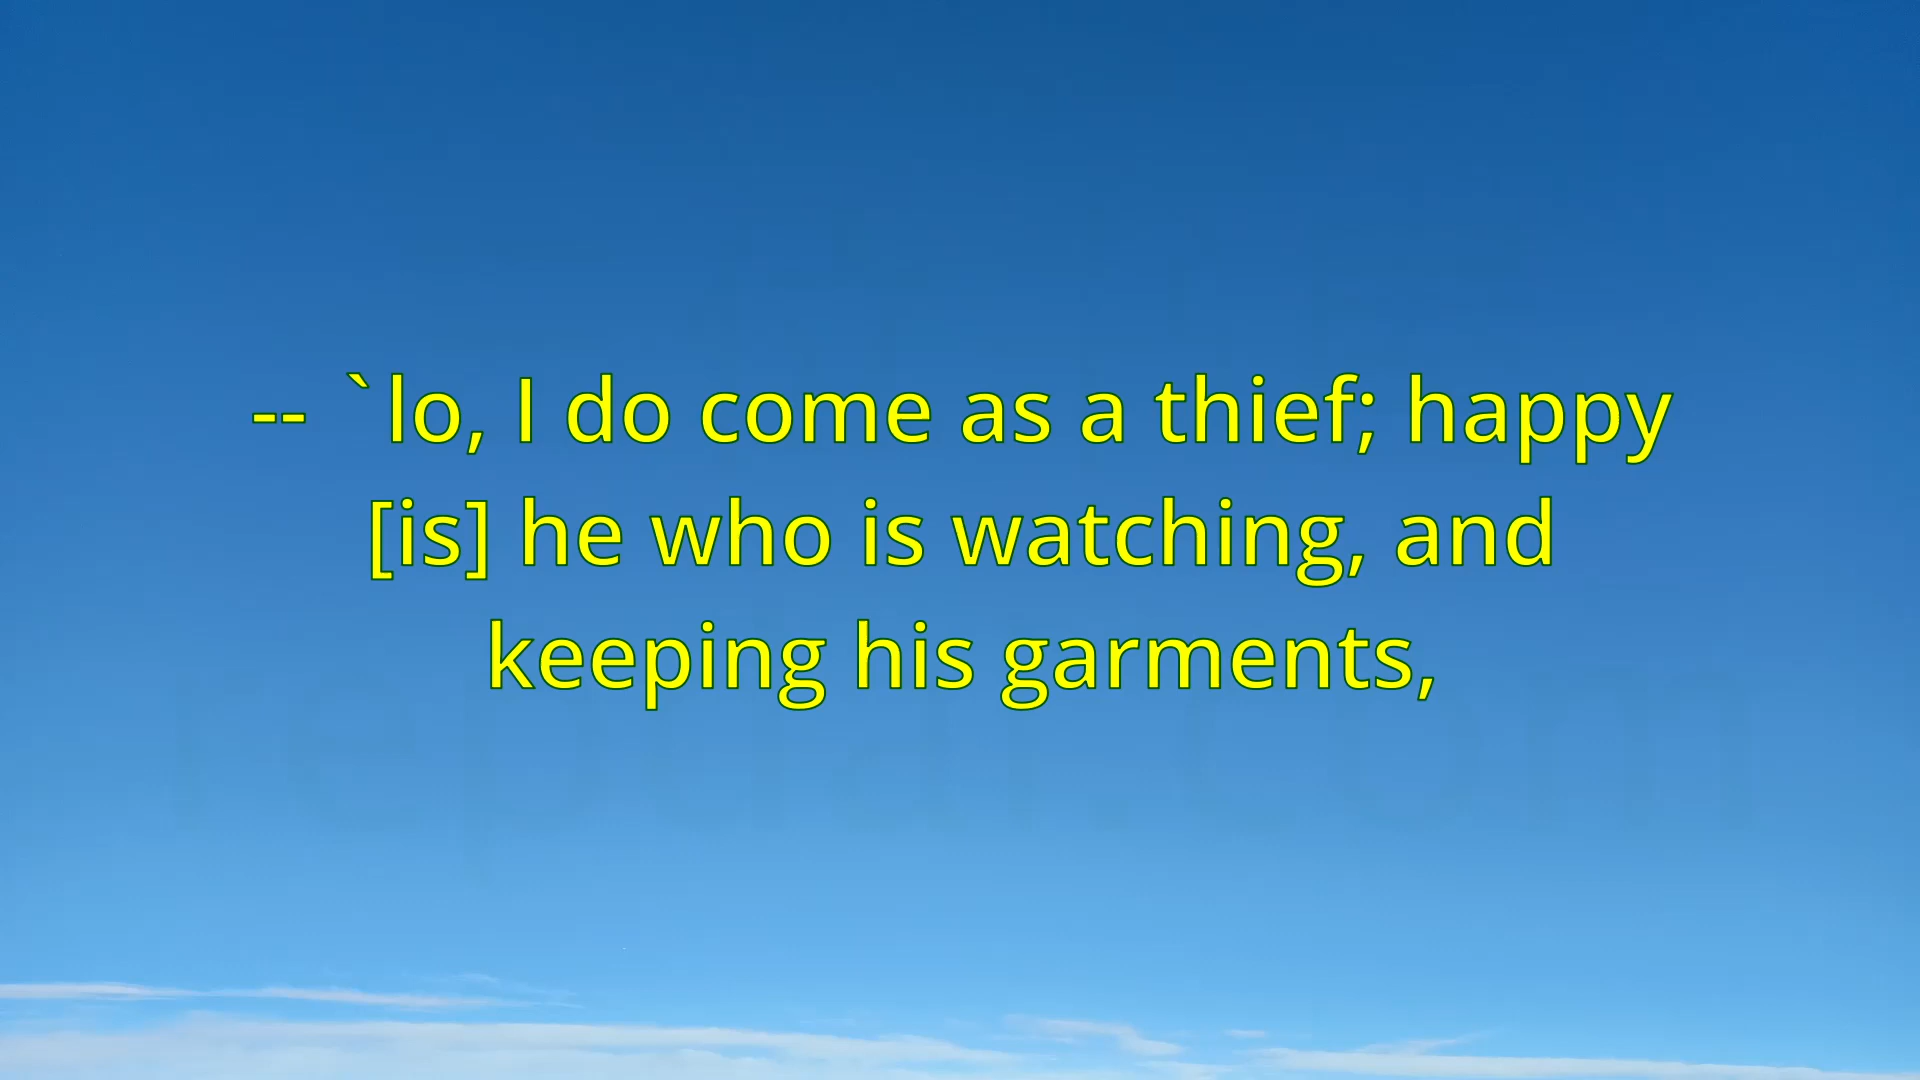 -- `lo, I do come as a thief; happy
[is] he who is watching, and
keeping his garments,